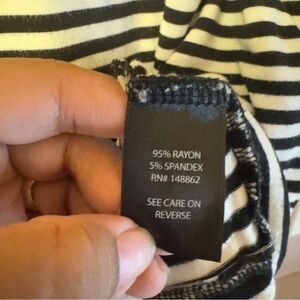 95% RAYON
5% SPANDEX
RN# 148862
SEE CARE ON
REVERSE